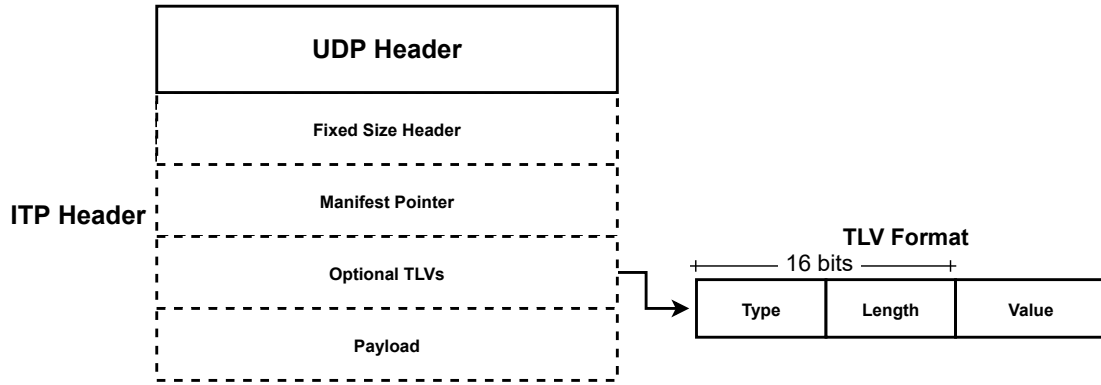 UDP Header
Fixed Size Header
Manifest Pointer
ITP Header
Optional TLVs
Payload
TLV Format
16 bits
Type Length Value